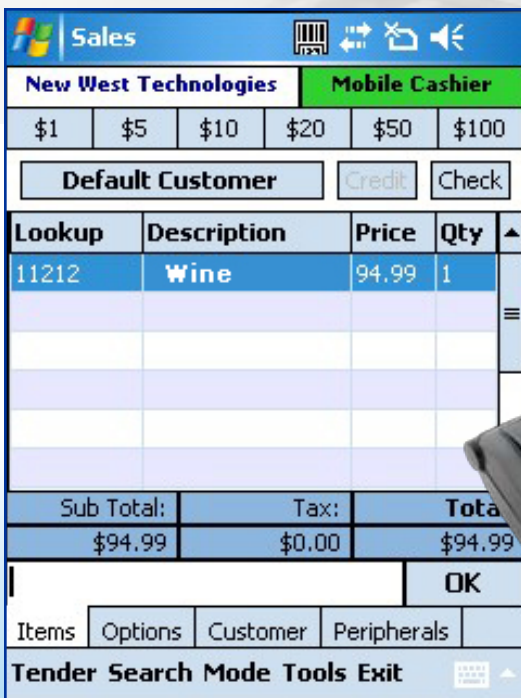 Sales
New West Technologies Mobile Cashier
$1 $5 $10 $20 $50 $100
Default Customer Credit Check
Lookup Description Price Qty
11212 Wine 94.99 1
Sub Total: Tax: Tota
$94.99 $0.00 $94.99
OK
Items Options Customer Peripherals
Tender Search Mode Tools Exit